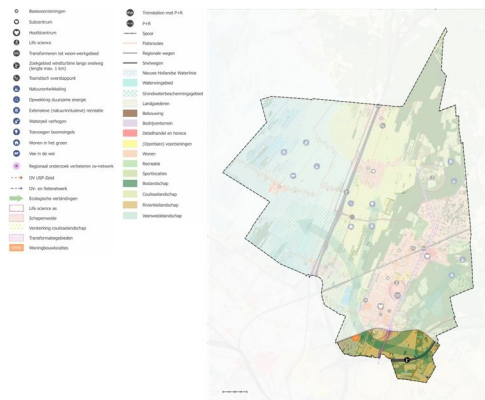 Basisvoorzieningen
Subcentrum
Hoofdcentrum
Life science
Transformeren tot woon-werkgebied
Zoekgebied windturbine langs snelweg
(lengte max. 1 km)
Toeristisch overstappunt
Natuurontwikkeling
Opwekking duurzame energie
Extensieve (natuurinclusieve) recreatie
Waterpeil verhogen
Toevoegen boomsingels
Wonen in het groen
Vee in de wei
Regionaal onderzoek verbeteren ov-netwerk
OV USP-Zeist
OV- en fietsnetwerk
Ecologische verbindingen
Life science as
Schapenweide
Versterking coulisselandschap
Transformatiegebieden
Woningbouwlocaties
Treinstation met P+R
P+R
Spoor
Fietsroutes
Regionale wegen
Snelwegen
Nieuwe Hollandse Waterlinie
Waterwingebied
Grondwaterbeschermingsgebied
Landgoederen
Bebouwing
Bedrijventerrein
Detailhandel en horeca
(Openbare) voorzieningen
Wonen
Recreatie
Sportlocaties
Boslandschap
Coulisselandschap
Rivierenlandschap
Veenweidelandschap